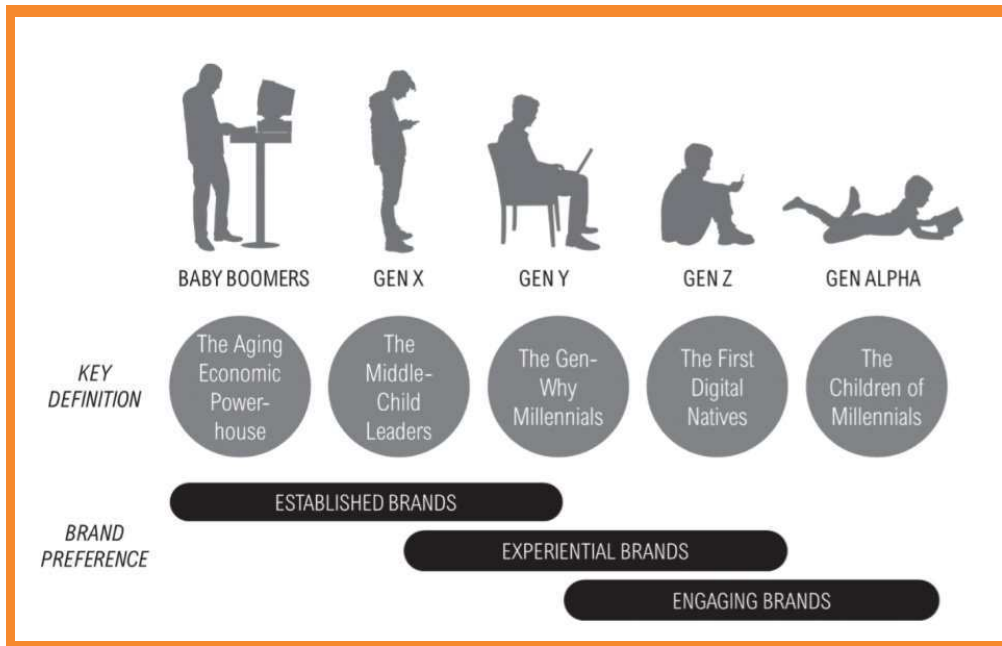 BABY BOOMERS
GEN X
GEN Y
GEN Z
GEN ALPHA
KEY
DEFINITION
The Aging
Economic
Power-
house
The
Middle-
Child
Leaders
The Gen-
Why
Millennials
The First
Digital
Natives
The
Children of
Millennials
BRAND
PREFERENCE
ESTABLISHED BRANDS
EXPERIENTIAL BRANDS
ENGAGING BRANDS